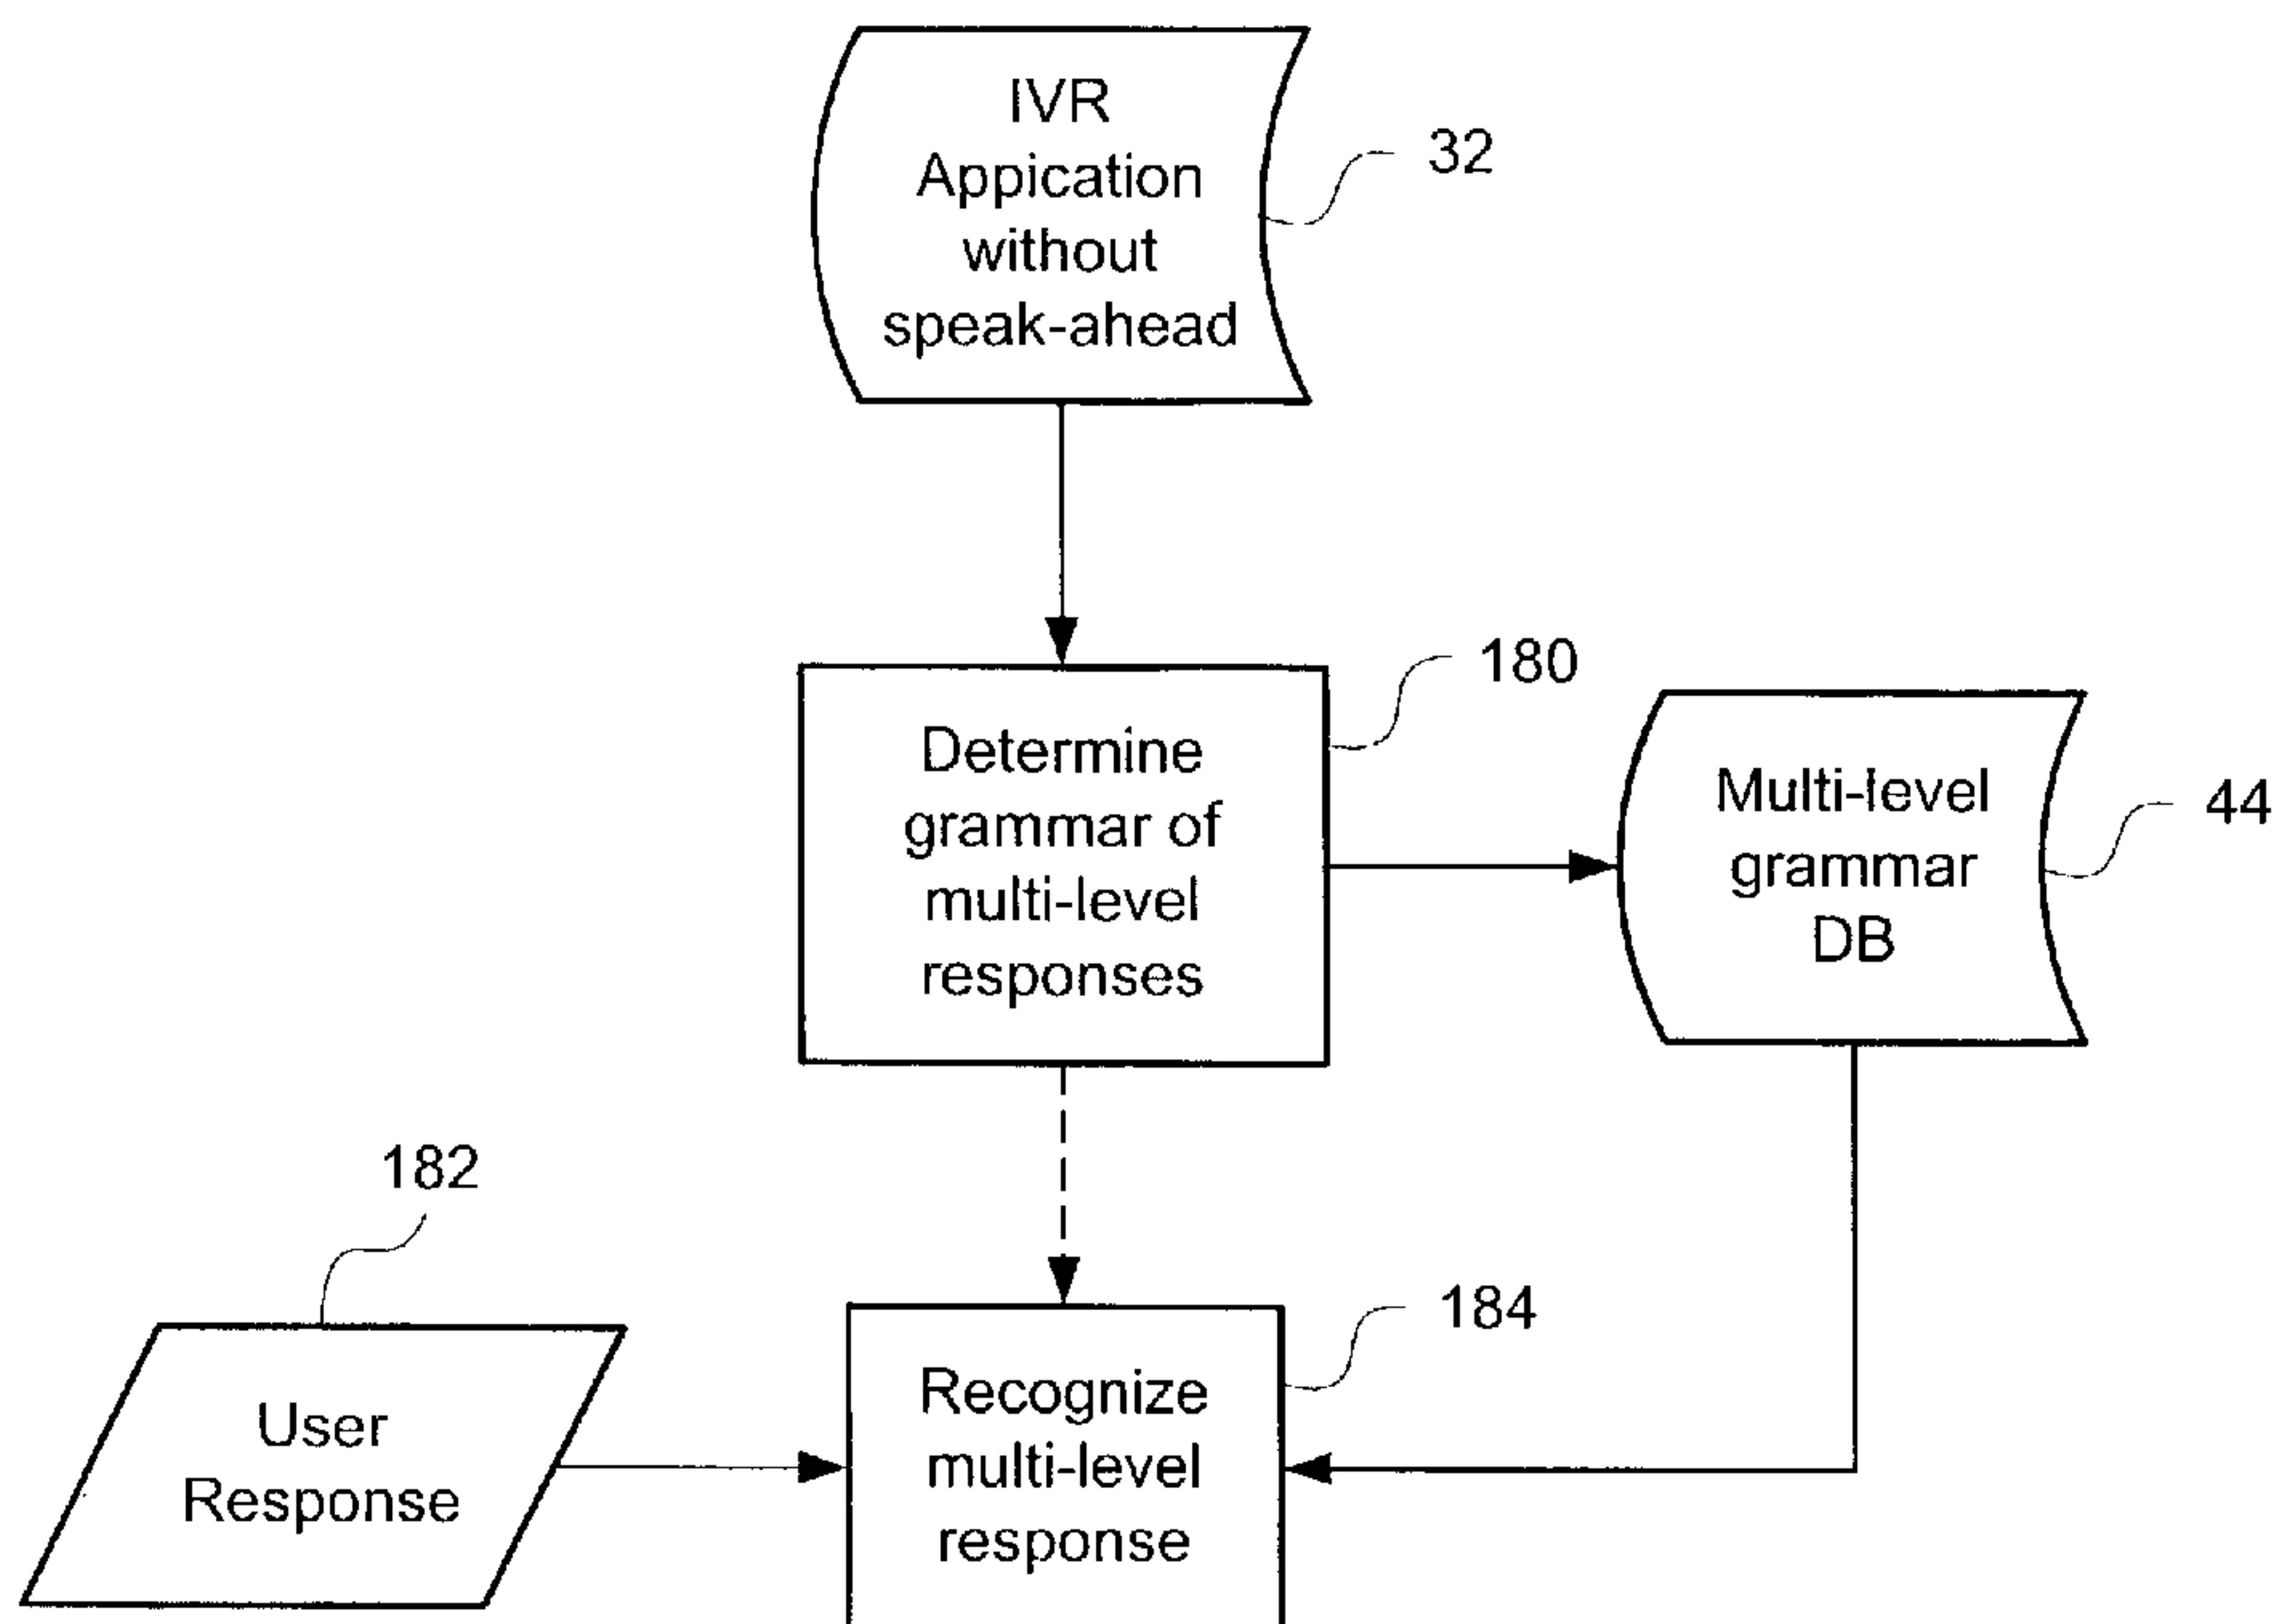 IVR
Appication
without
speak-ahead
32
180
Determine
grammar of
multi-level
responses
Multi-level
grammar
DB
44
182
184
User
Response
Recognize
multi-level
response